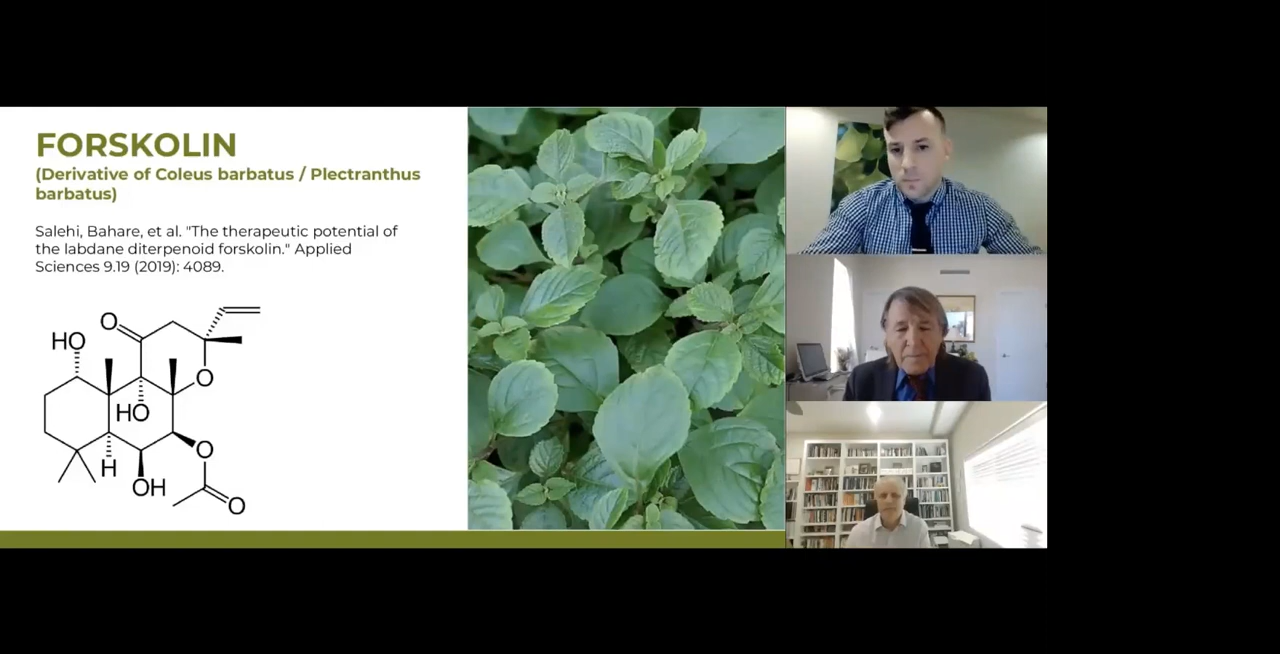 FORSKOLIN
(Derivative of Coleus barbatus / Plectranthus
barbatus)
Salehi, Bahare, et al. "The therapeutic potential of
the labdane diterpenoid forskolin." Applied
Sciences 9.19 (2019): 4089.
O
HO
O
HO
O
H
OH
O